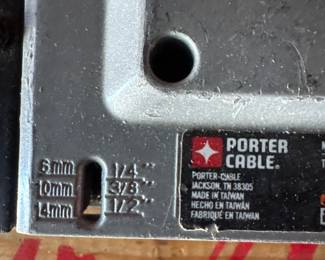 PORTER
CABLE®
PORTER-CABLE
JACKSON, TN 38305
MADE IN TAIWAN
HECHO EN TAIWÁN
FABRIQUÉ EN TAIWAN
6mm 1/4"
10mm 3/8"
14mm 1/2"